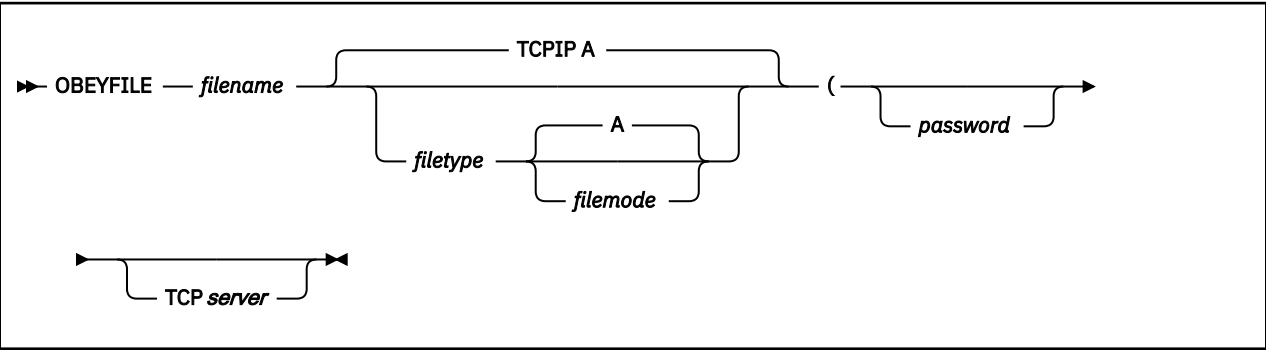 TCPIP A
OBEYFILE filename ( password
A
filetype
filemode
TCP server